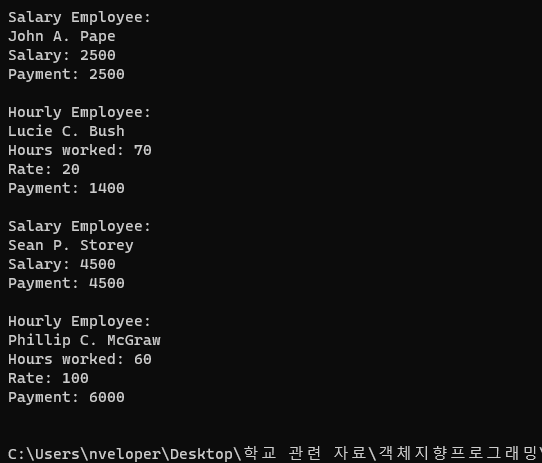 Salary Employee:
John A. Pape
Salary: 2500
Payment: 2500
Hourly Employee:
Lucie C. Bush
Hours worked: 70
Rate: 20
Payment: 1400
Salary Employee:
Sean P. Storey
Salary: 4500
Payment: 4500
Hourly Employee:
Phillip C. McGraw
Hours worked: 60
Rate: 100
Payment: 6000
C:\Users\nveloper\Desktop\학교 관련 자료\객체지향프로그래밍\